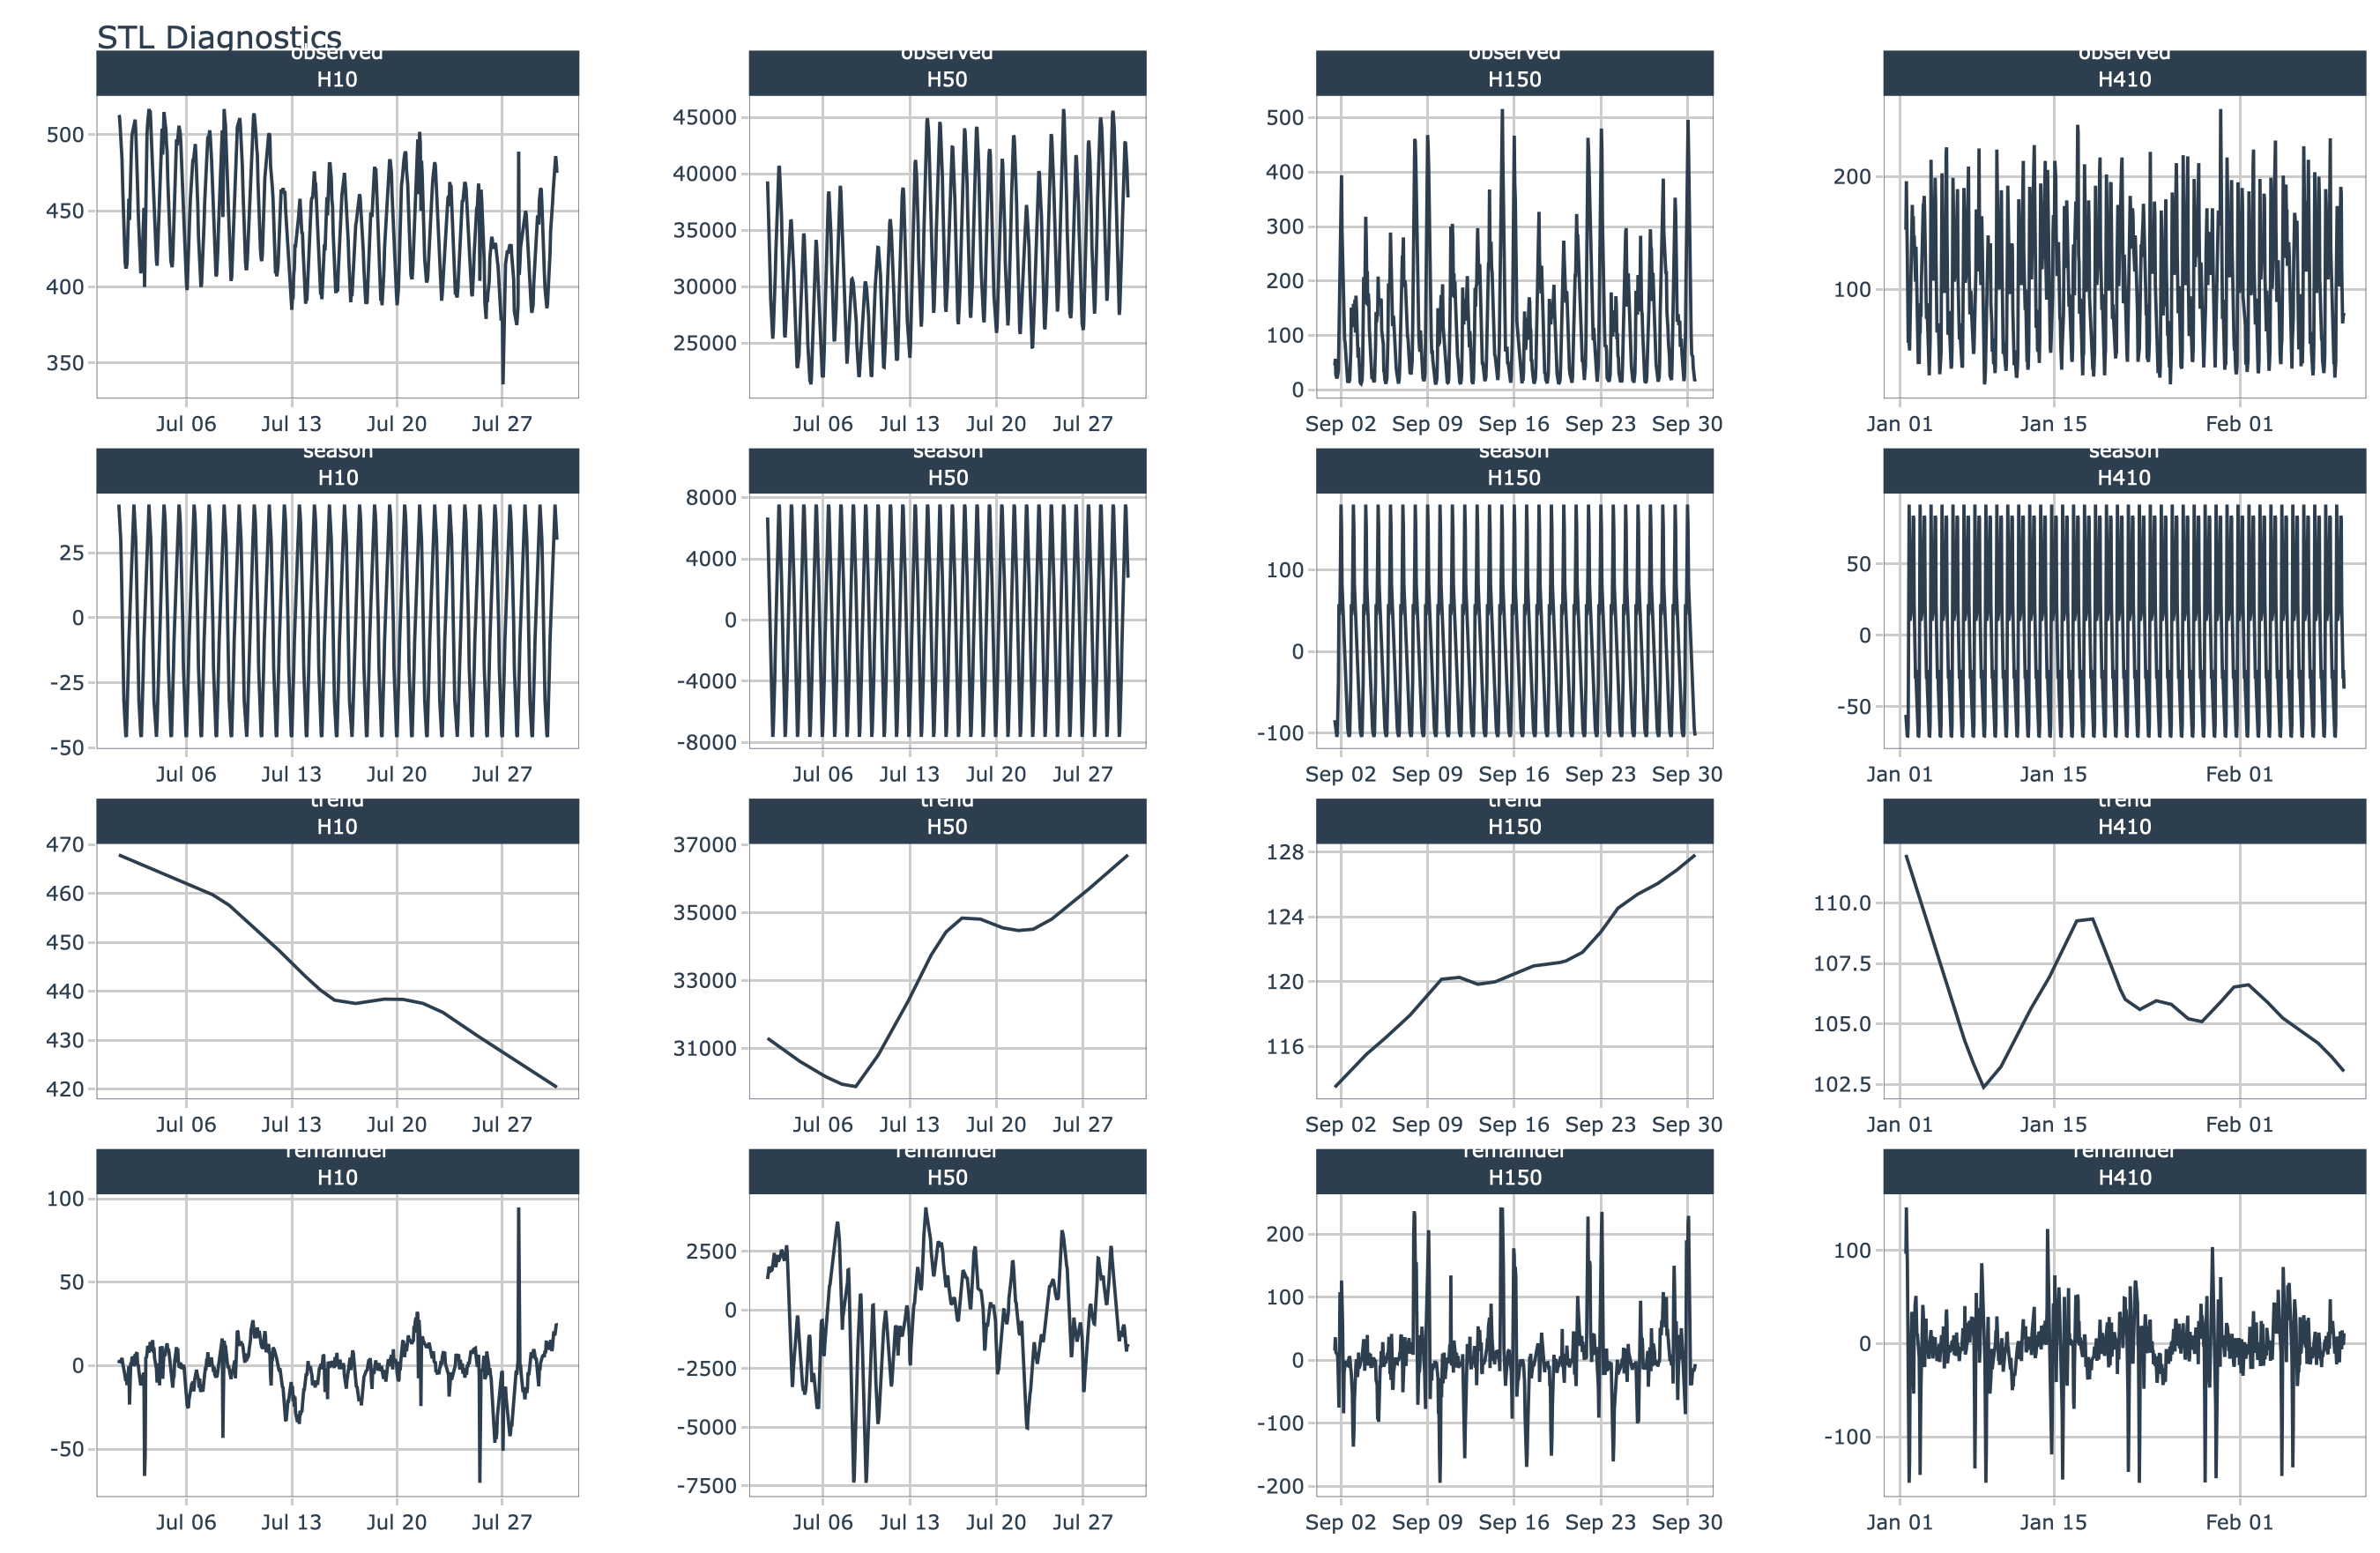 STL Diagnostics
observed
H10
observed
H50
observed
H150
observed
H410
500
450
400
350
Jul 06 Jul 13 Jul 20 Jul 27
45000
40000
35000
30000
25000
Jul 06 Jul 13 Jul 20 Jul 27
500
400
300
200
100
0
Sep 02 Sep 09 Sep 16 Sep 23 Sep 30
200
100
Jan 01 Jan 15 Feb 01
season
H10
season
H50
season
H150
season
H410
25
0
-25
-50
Jul 06 Jul 13 Jul 20 Jul 27
8000
4000
0
-4000
-8000
Jul 06 Jul 13 Jul 20 Jul 27
100
0
-100
Sep 02 Sep 09 Sep 16 Sep 23 Sep 30
50
0
-50
Jan 01 Jan 15 Feb 01
trend
H10
trend
H50
trend
H150
trend
H410
470
460
450
440
430
420
Jul 06 Jul 13 Jul 20 Jul 27
37000
35000
33000
31000
Jul 06 Jul 13 Jul 20 Jul 27
128
124
120
116
Sep 02 Sep 09 Sep 16 Sep 23 Sep 30
110.0
107.5
105.0
102.5
Jan 01 Jan 15 Feb 01
remainder
H10
remainder
H50
remainder
H150
remainder
H410
100
50
0
-50
Jul 06 Jul 13 Jul 20 Jul 27
2500
0
-2500
-5000
-7500
Jul 06 Jul 13 Jul 20 Jul 27
200
100
0
-100
-200
Sep 02 Sep 09 Sep 16 Sep 23 Sep 30
100
0
-100
Jan 01 Jan 15 Feb 01